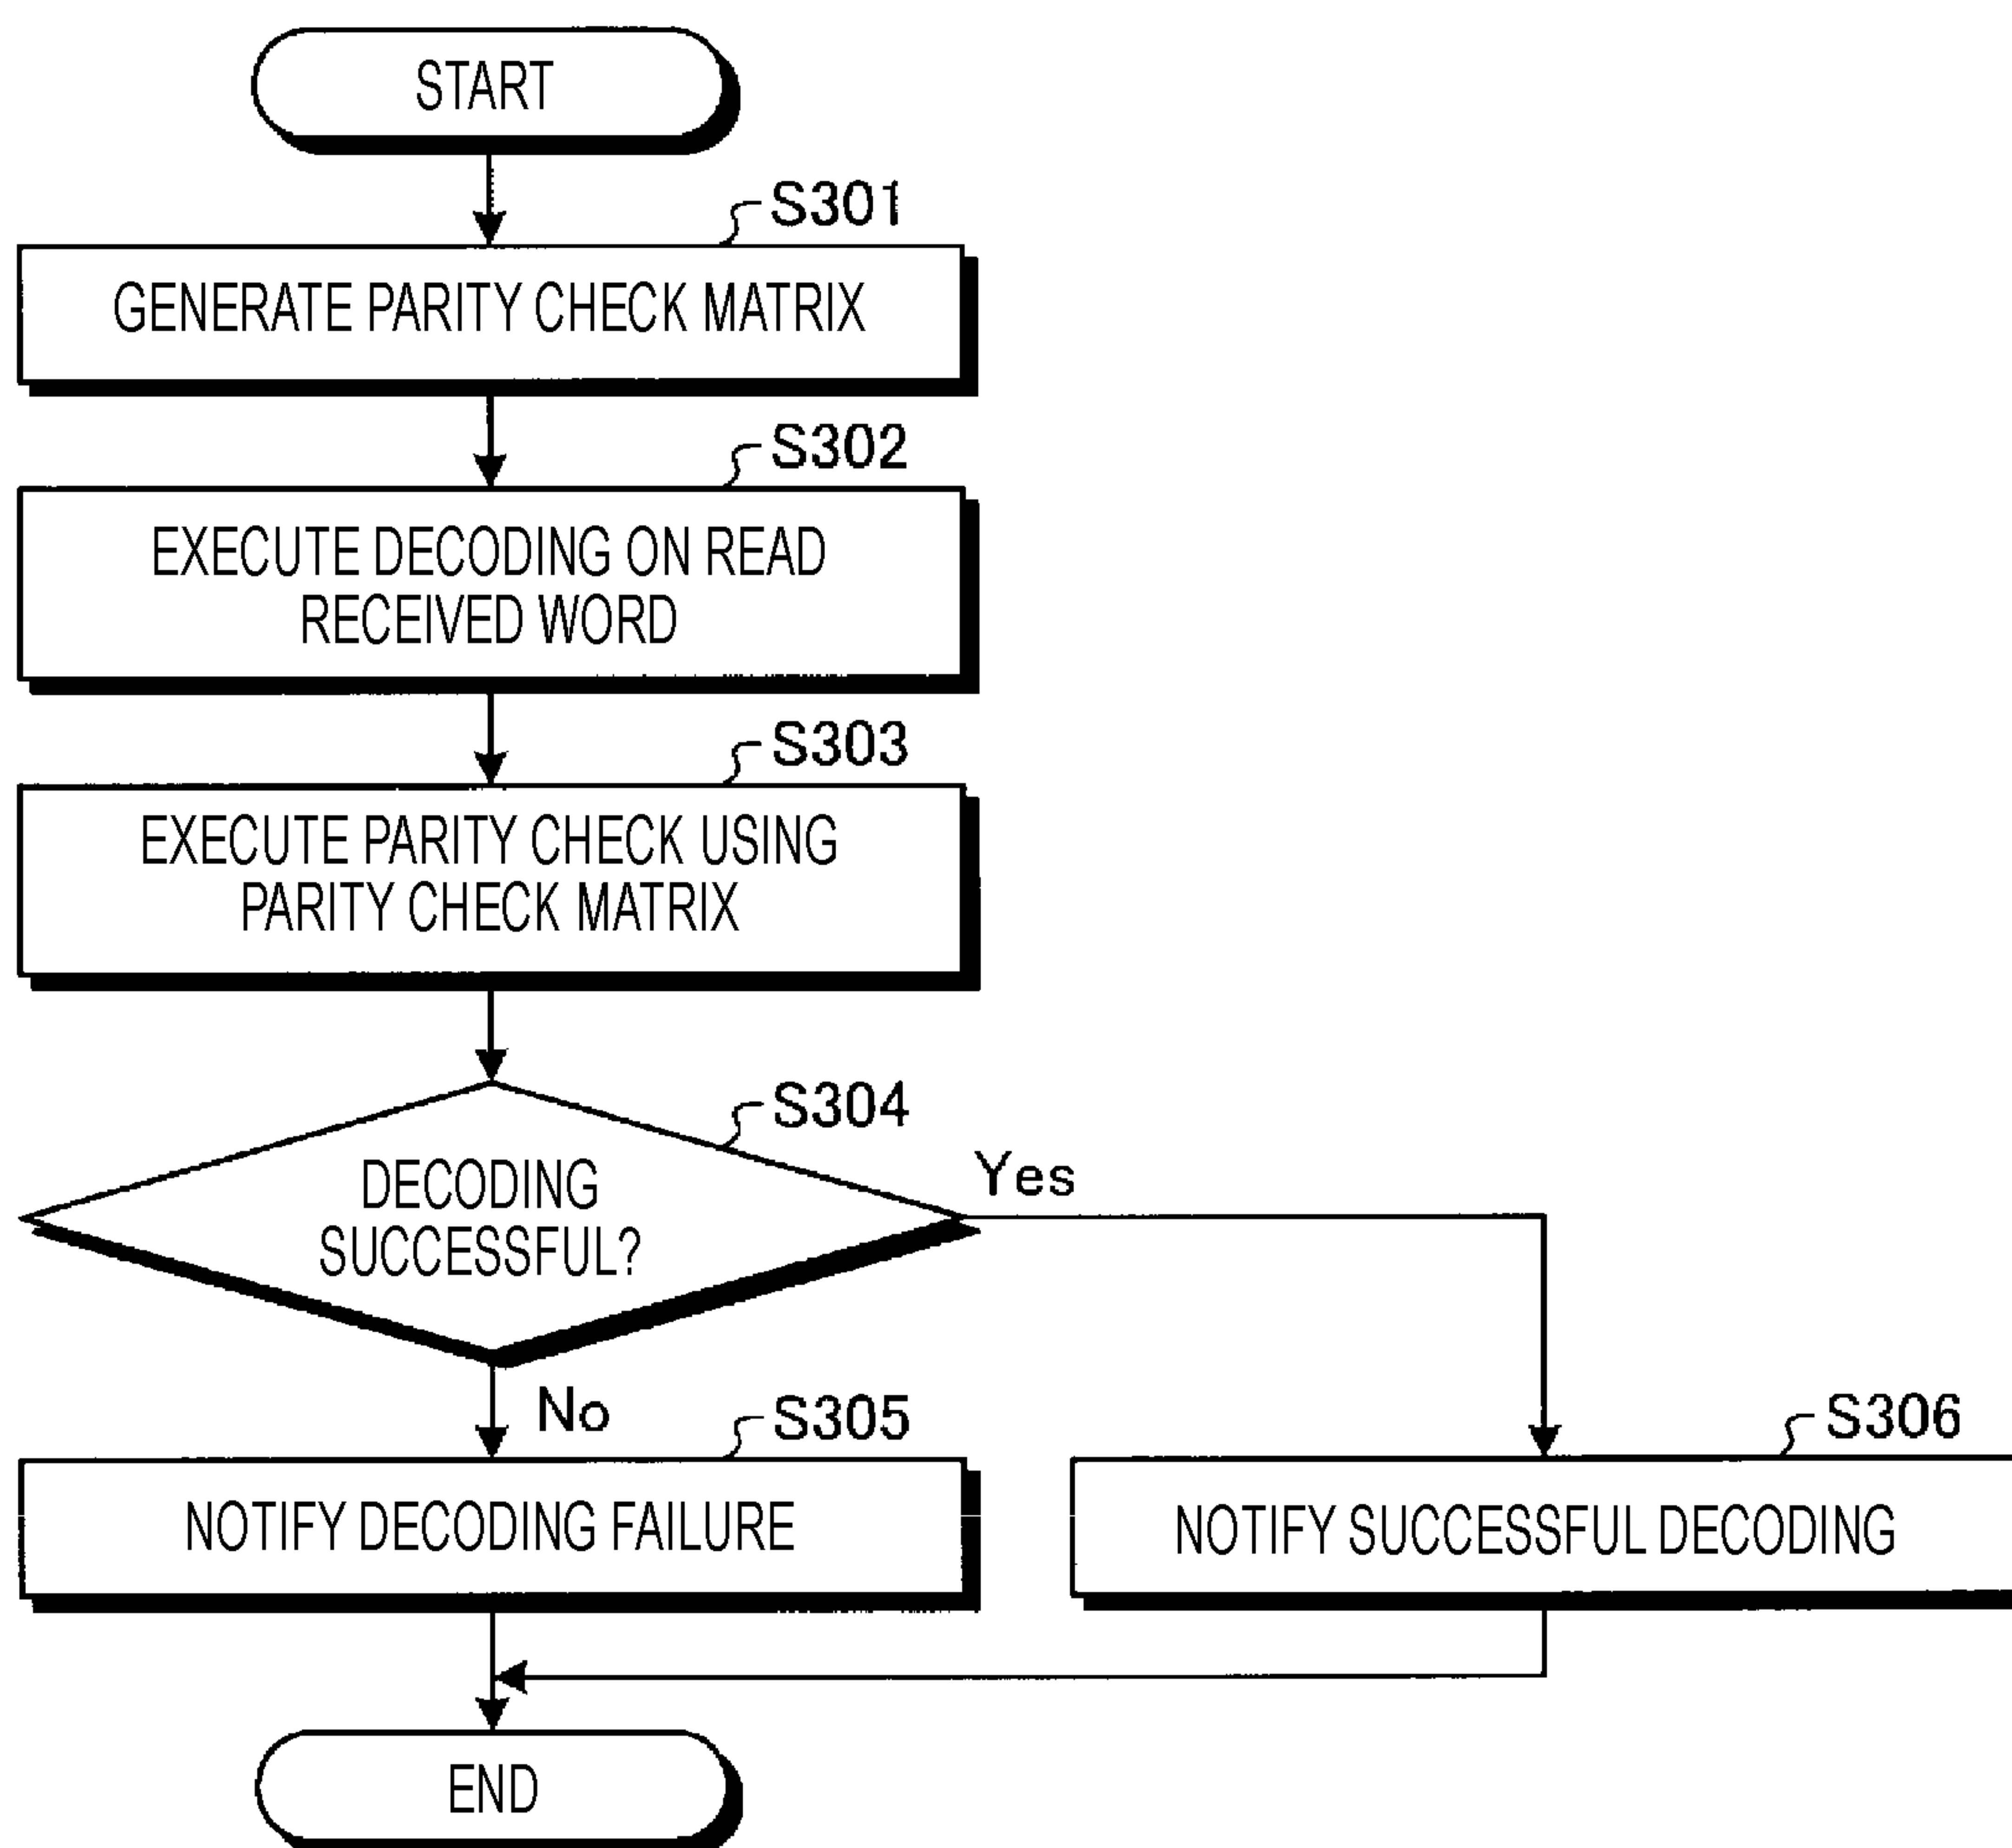 START
S301
GENERATE PARITY CHECK MATRIX
S302
EXECUTE DECODING ON READ
RECEIVED WORD
S303
EXECUTE PARITY CHECK USING
PARITY CHECK MATRIX
S304
DECODING
SUCCESSFUL?
Yes
No
S305
NOTIFY DECODING FAILURE
S306
NOTIFY SUCCESSFUL DECODING
END